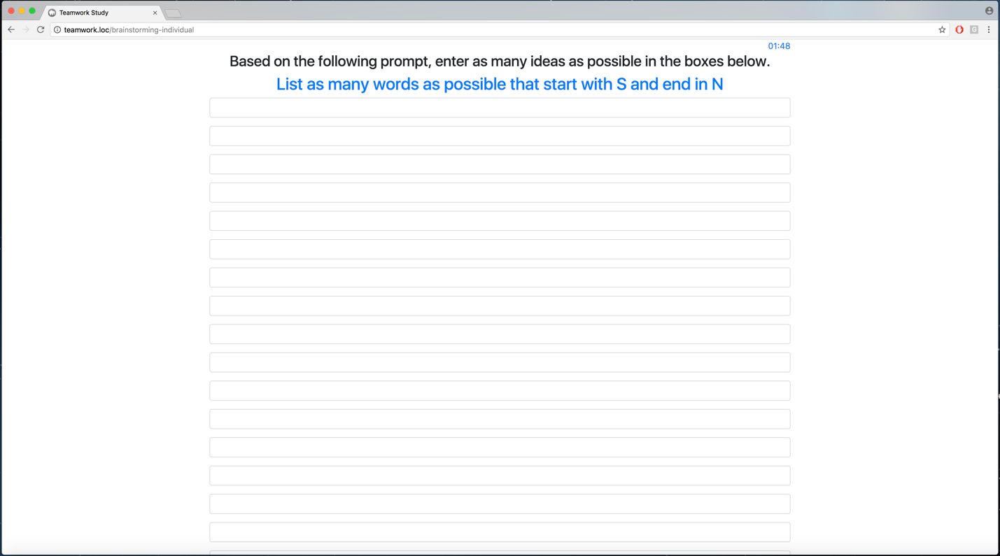 Teamwork Study
teamwork.loc/brainstorming-individual
01:48
Based on the following prompt, enter as many ideas as possible in the boxes below.
List as many words as possible that start with S and end in N